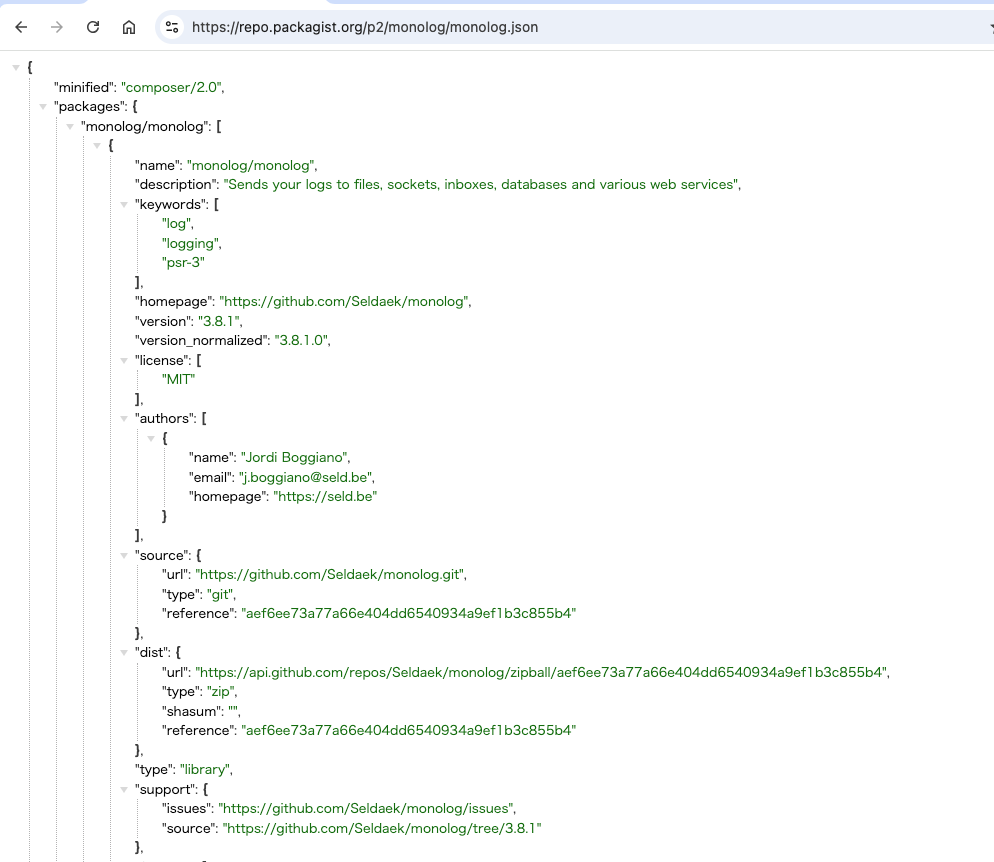 https://repo.packagist.org/p2/monolog/monolog.json
{
"minified": "composer/2.0",
"packages": {
"monolog/monolog": [
{
"name": "monolog/monolog",
"description": "Sends your logs to files, sockets, inboxes, databases and various web services",
"keywords": [
"log",
"logging",
"psr-3"
],
"homepage": "https://github.com/Seldaek/monolog",
"version": "3.8.1",
"version_normalized": "3.8.1.0",
"license": [
"MIT"
],
"authors": [
{
"name": "Jordi Boggiano",
"email": "j.boggiano@seld.be",
"homepage": "https://seld.be"
}
],
"source": {
"url": "https://github.com/Seldaek/monolog.git",
"type": "git",
"reference": "aef6ee73a77a66e404dd6540934a9ef1b3c855b4"
},
"dist": {
"url": "https://api.github.com/repos/Seldaek/monolog/zipball/aef6ee73a77a66e404dd6540934a9ef1b3c855b4",
"type": "zip",
"shasum": "",
"reference": "aef6ee73a77a66e404dd6540934a9ef1b3c855b4"
},
"type": "library",
"support": {
"issues": "https://github.com/Seldaek/monolog/issues",
"source": "https://github.com/Seldaek/monolog/tree/3.8.1"
},